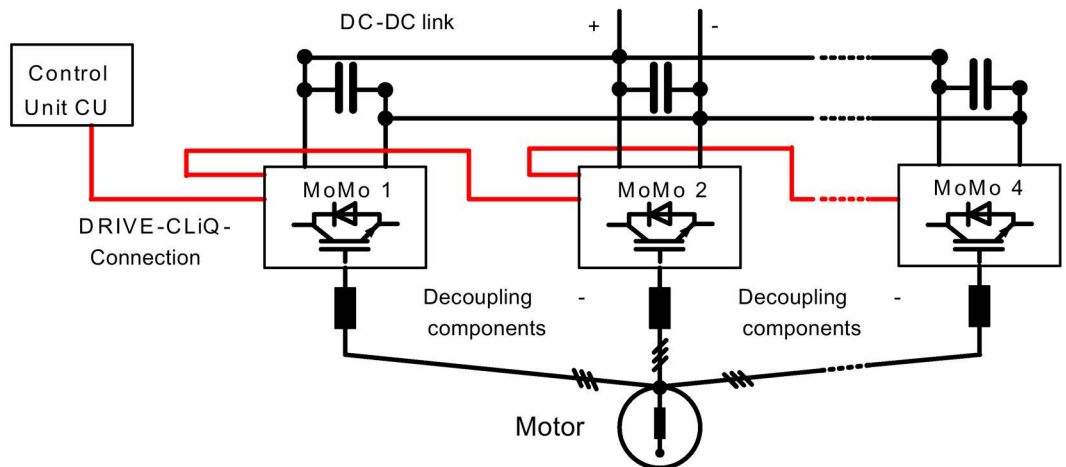 DC-DC link
+
-
Control
Unit CU
MoMo 1
MoMo 2
MoMo 4
DRIVE-CLiQ-
Connection
Decoupling -
components
Decoupling -
components
Motor